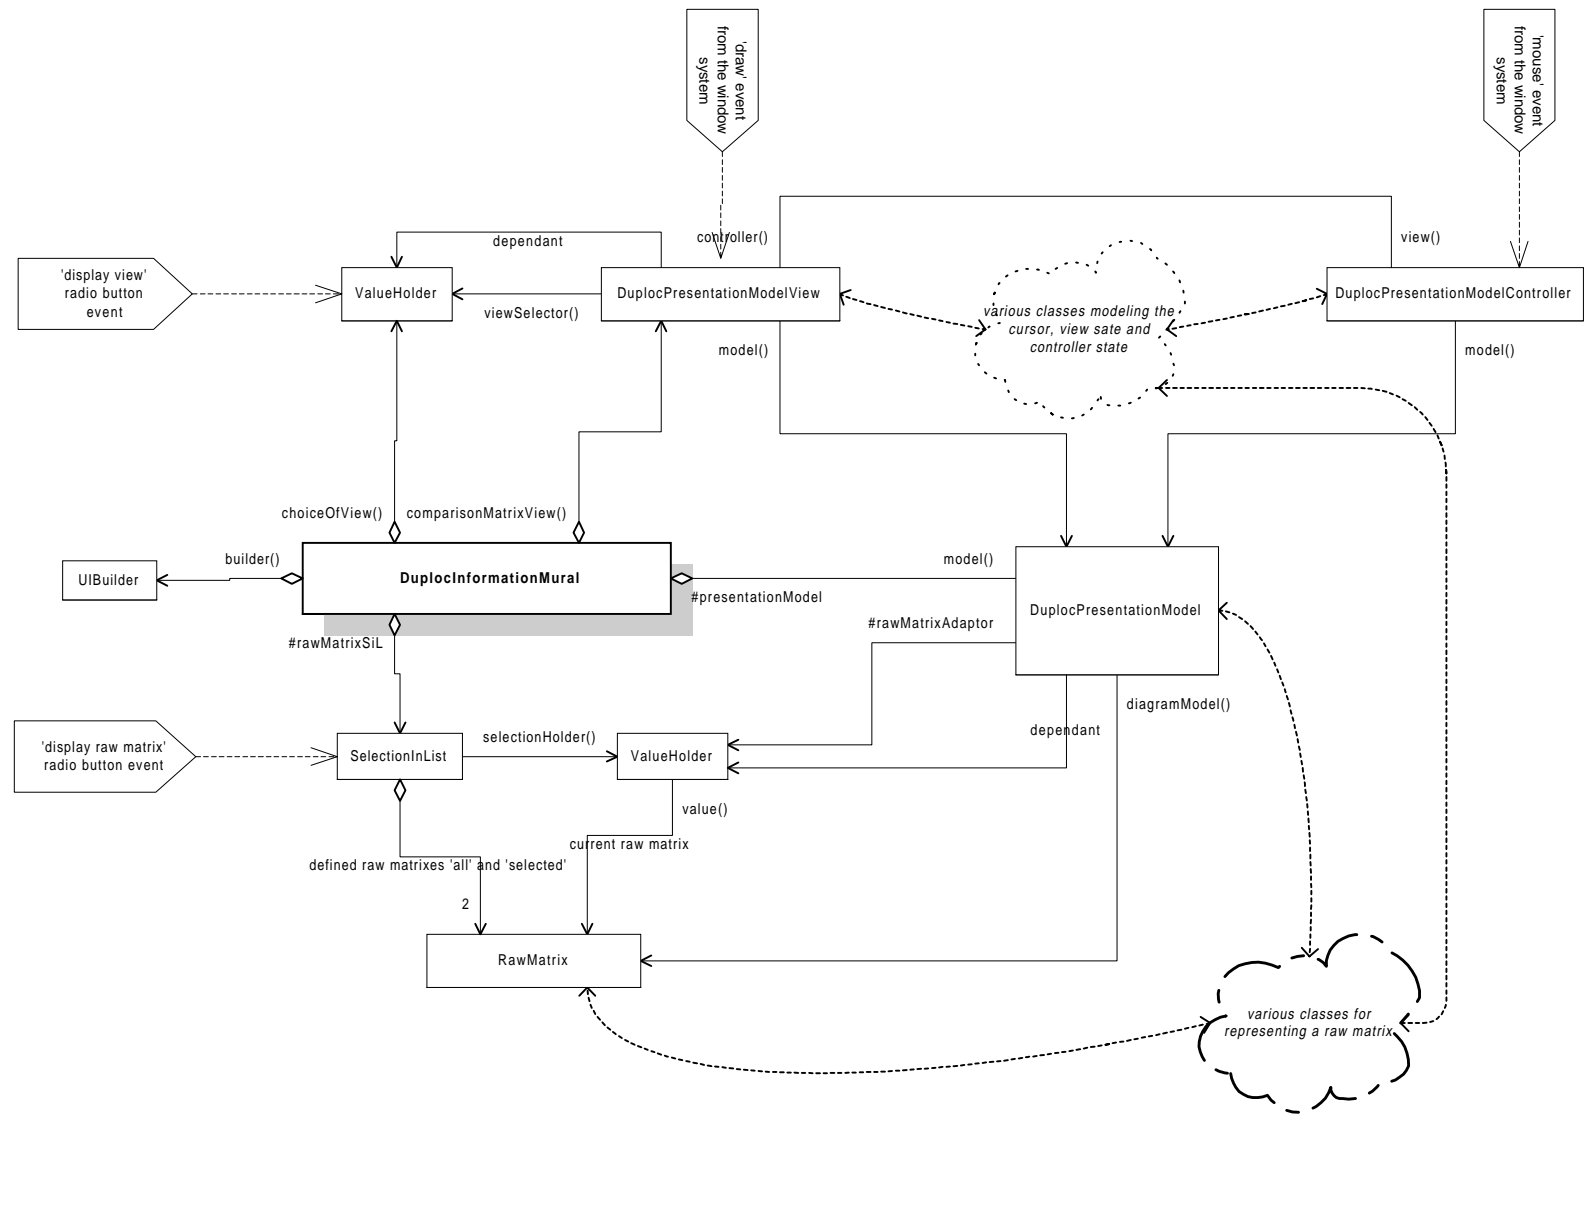 'draw' event
from the window
system
'mouse' event
from the window
system
dependant
controller()
view()
'display view'
radio button
event
ValueHolder
viewSelector()
DuplocPresentationModelView
various classes modeling the
cursor, view sate and
controller state
DuplocPresentationModelController
model()
model()
choiceOfView()
comparisonMatrixView()
builder()
UIBuilder
DuplocInformationMural
model()
#presentationModel
DuplocPresentationModel
#rawMatrixAdaptor
#rawMatrixSiL
diagramModel()
dependant
'display raw matrix'
radio button event
SelectionInList
selectionHolder()
ValueHolder
value()
current raw matrix
defined raw matrixes 'all' and 'selected'
2
RawMatrix
various classes for
representing a raw matrix